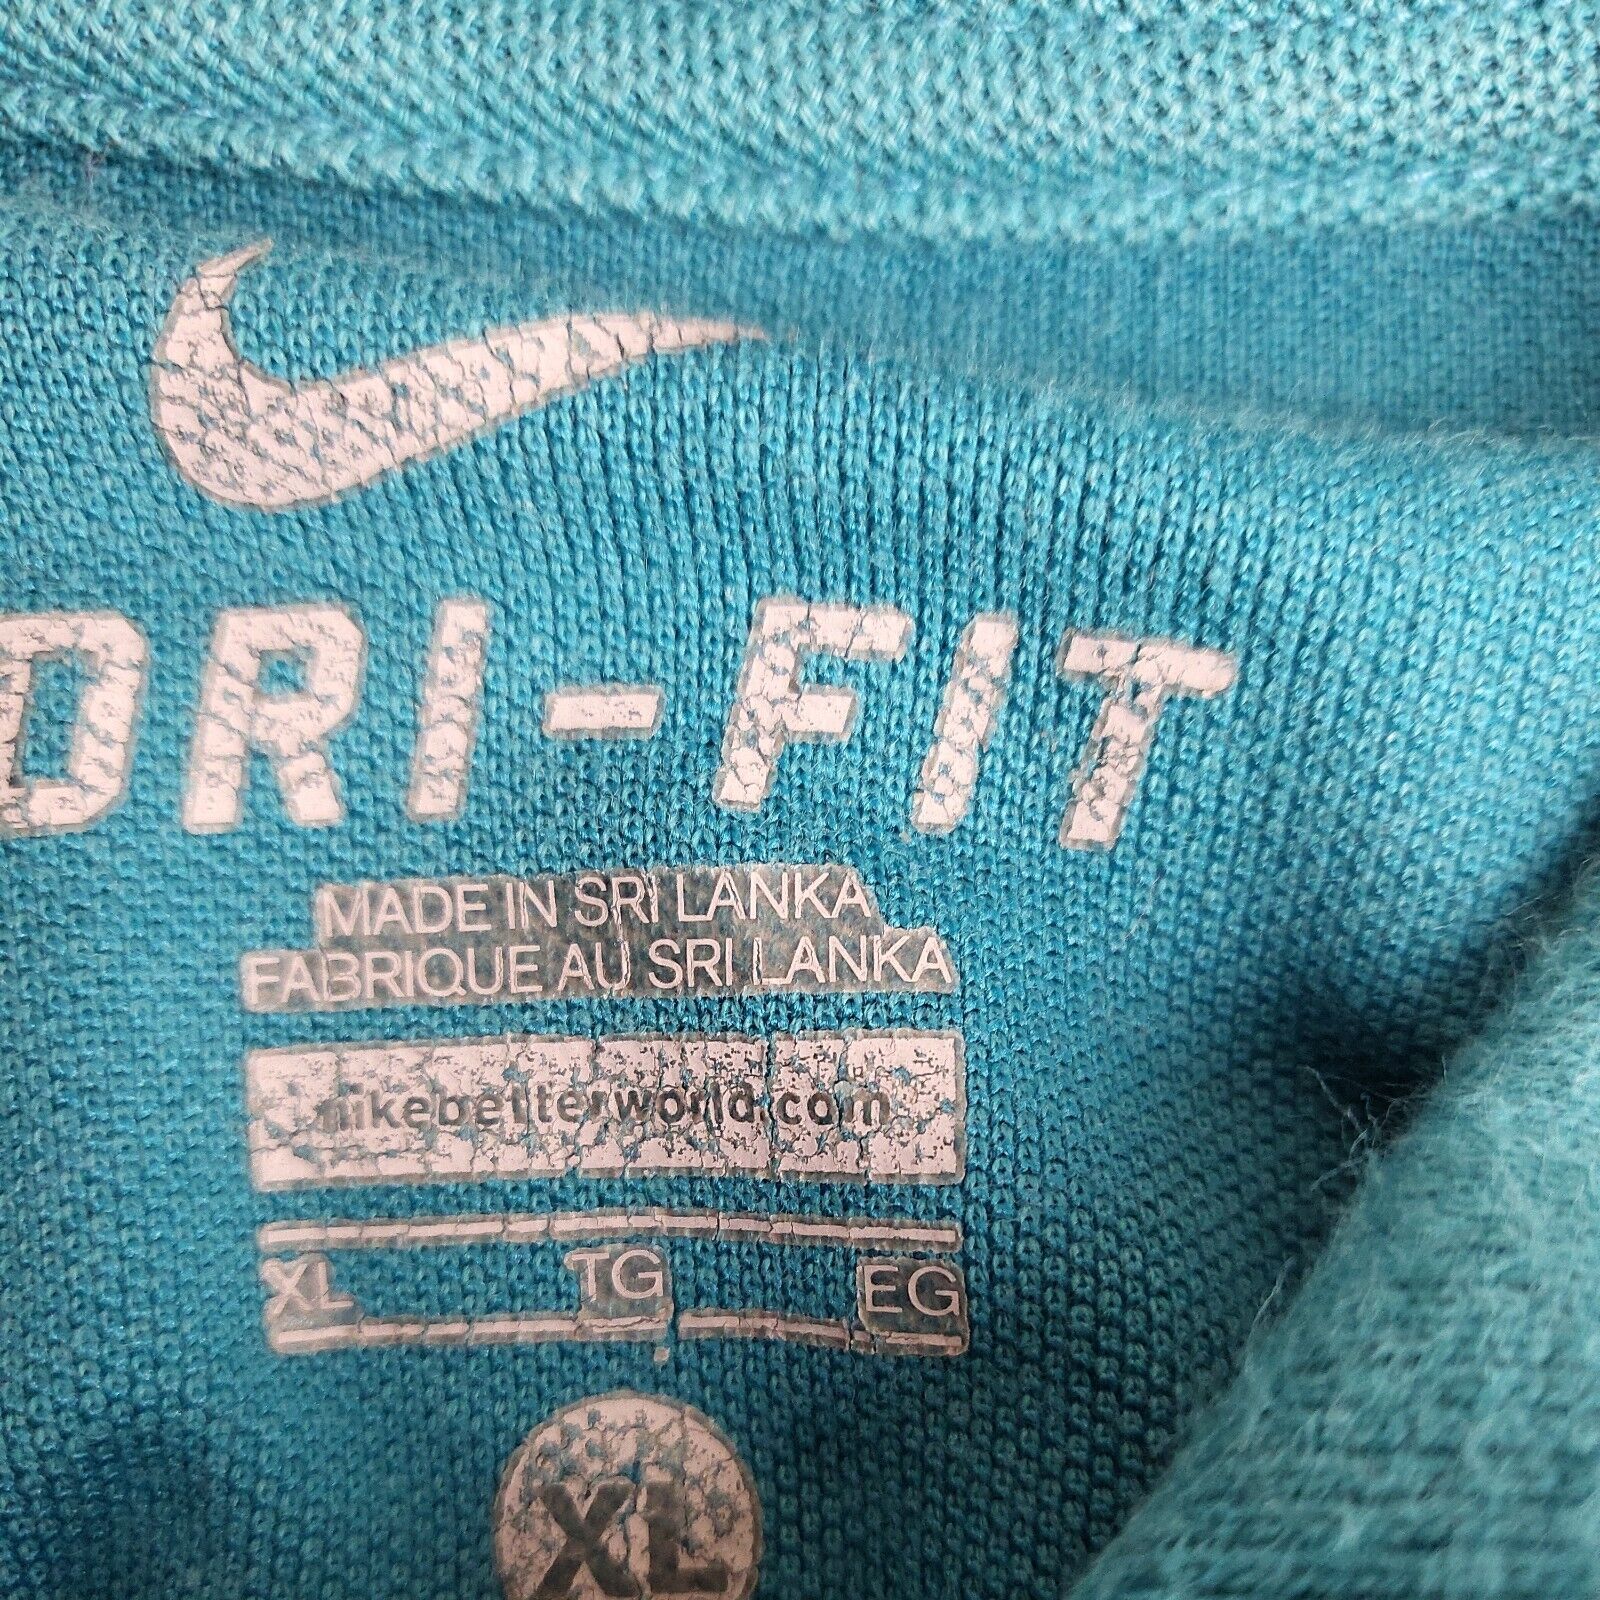 DRI-FIT
MADE IN SRI LANKA
FABRIQUE AU SRI LANKA
nikebetterworld.com
XL TG EG
XL